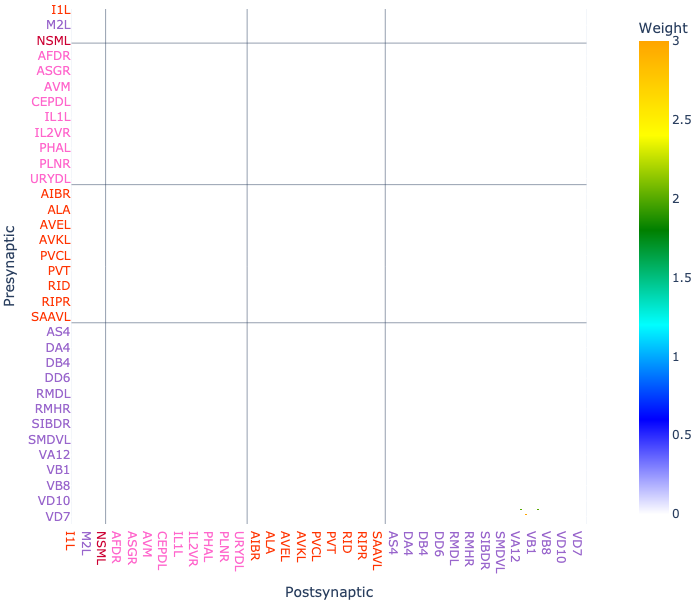 Weight
3
2.5
2
1.5
1
0.5
0
Presynaptic
I1L
M2L
NSML
AFDR
ASGR
AVM
CEPDL
IL1L
IL2VR
PHAL
PLNR
URYDL
AIBR
ALA
AVEL
AVKL
PVCL
PVT
RID
RIPR
SAAVL
AS4
DA4
DB4
DD6
RMDL
RMHR
SIBDR
SMDVL
VA12
VB1
VB8
VD10
VD7
I1L
M2L
NSML
AFDR
ASGR
AVM
CEPDL
IL1L
IL2VR
PHAL
PLNR
URYDL
AIBR
ALA
AVEL
AVKL
PVCL
PVT
RID
RIPR
SAAVL
AS4
DA4
DB4
DD6
RMDL
RMHR
SIBDR
SMDVL
VA12
VB1
VB8
VD10
VD7
Postsynaptic